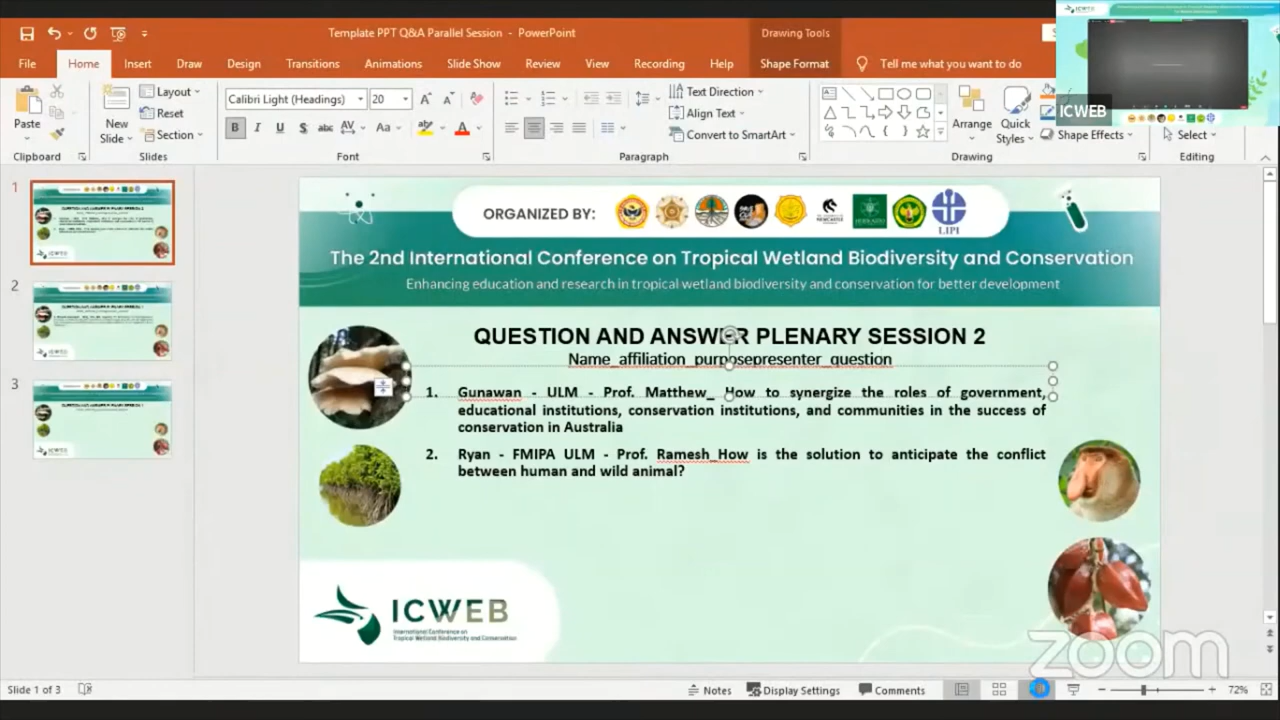 Template PPT Q&A Parallel Session - PowerPoint
Drawing Tools
File Home Insert Draw Design Transitions Animations Slide Show Review View Recording Help Shape Format Tell me what you want to do
ICWEB
Paste
New
Slide
Layout
Reset
Section
Calibri Light (Headings) 20
B I U S abc AV Aa A
Text Direction
Align Text
Convert to SmartArt
Arrange
Quick
Styles
Shape Effects
Select
Clipboard Slides Font Paragraph Drawing Editing
1
2
3
ORGANIZED BY:
LIPI
The 2nd International Conference on Tropical Wetland Biodiversity and Conservation
Enhancing education and research in tropical wetland biodiversity and conservation for better development
QUESTION AND ANSWER PLENARY SESSION 2
Name_affiliation_purposepresenter_question
1. Gunawan - ULM - Prof. Matthew_ How to synergize the roles of government,
educational institutions, conservation institutions, and communities in the success of
conservation in Australia
2. Ryan - FMIPA ULM - Prof. Ramesh_How is the solution to anticipate the conflict
between human and wild animal?
ICWEB
International Conference on
Tropical Wetland Biodiversity and Conservation
zoom
Slide 1 of 3
Notes Display Settings Comments 72%